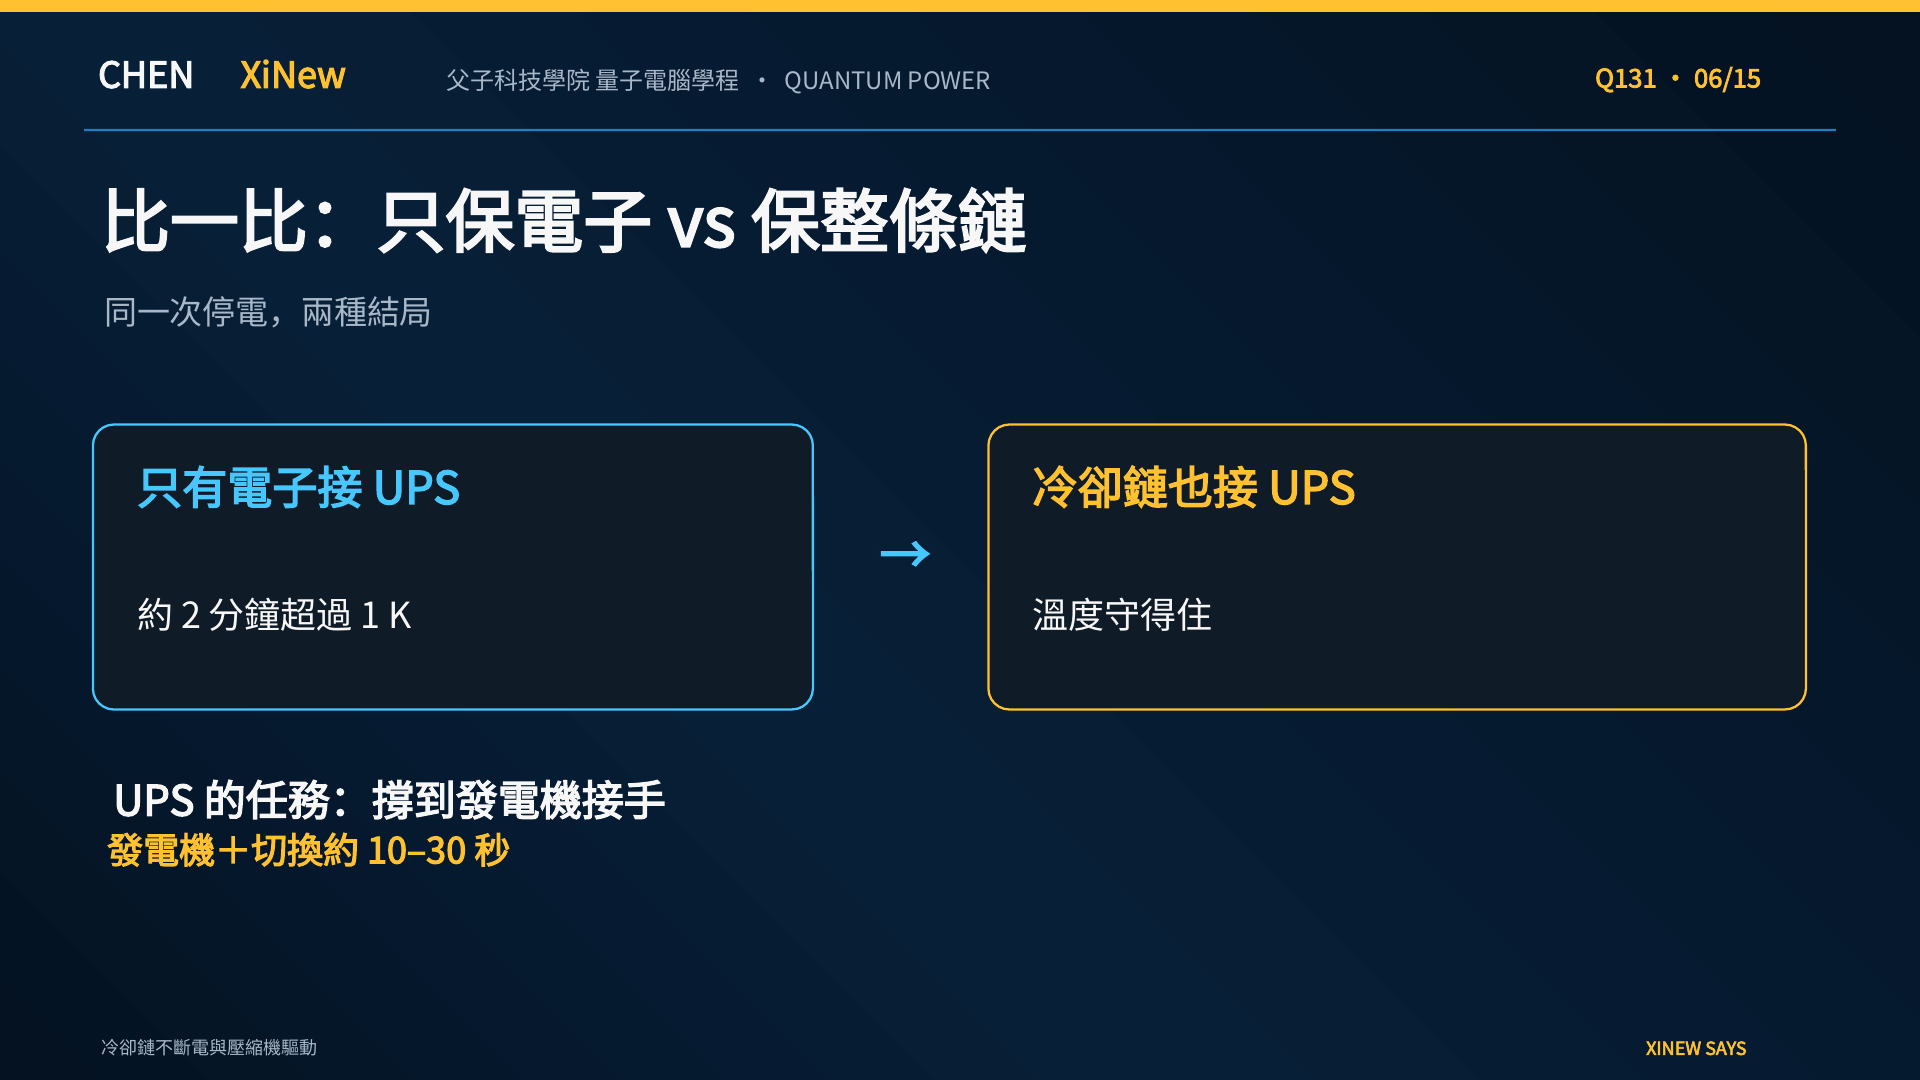 CHEN XiNew 父子科技學院 量子電腦學程 • QUANTUM POWER Q131 • 06/15
比一比：只保電子 vs 保整條鏈
同一次停電，兩種結局
只有電子接 UPS
約 2 分鐘超過 1 K
→
冷卻鏈也接 UPS
溫度守得住
UPS 的任務：撐到發電機接手
發電機＋切換約 10–30 秒
冷卻鏈不斷電與壓縮機驅動
XINEW SAYS